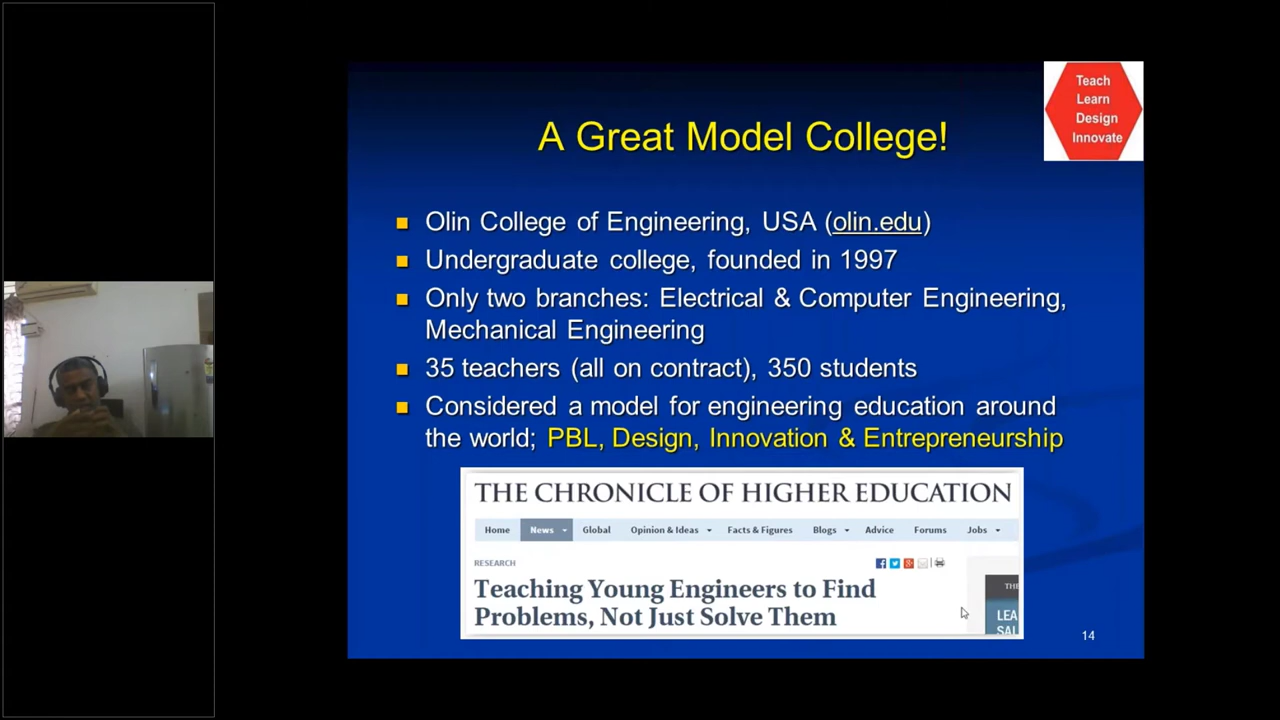 Teach
Learn
Design
Innovate
A Great Model College!
Olin College of Engineering, USA (olin.edu)
Undergraduate college, founded in 1997
Only two branches: Electrical & Computer Engineering,
Mechanical Engineering
35 teachers (all on contract), 350 students
Considered a model for engineering education around
the world; PBL, Design, Innovation & Entrepreneurship
THE CHRONICLE OF HIGHER EDUCATION
Home News Global Opinion & Ideas Facts & Figures Blogs Advice Forums Jobs
RESEARCH
Teaching Young Engineers to Find
Problems, Not Just Solve Them
14